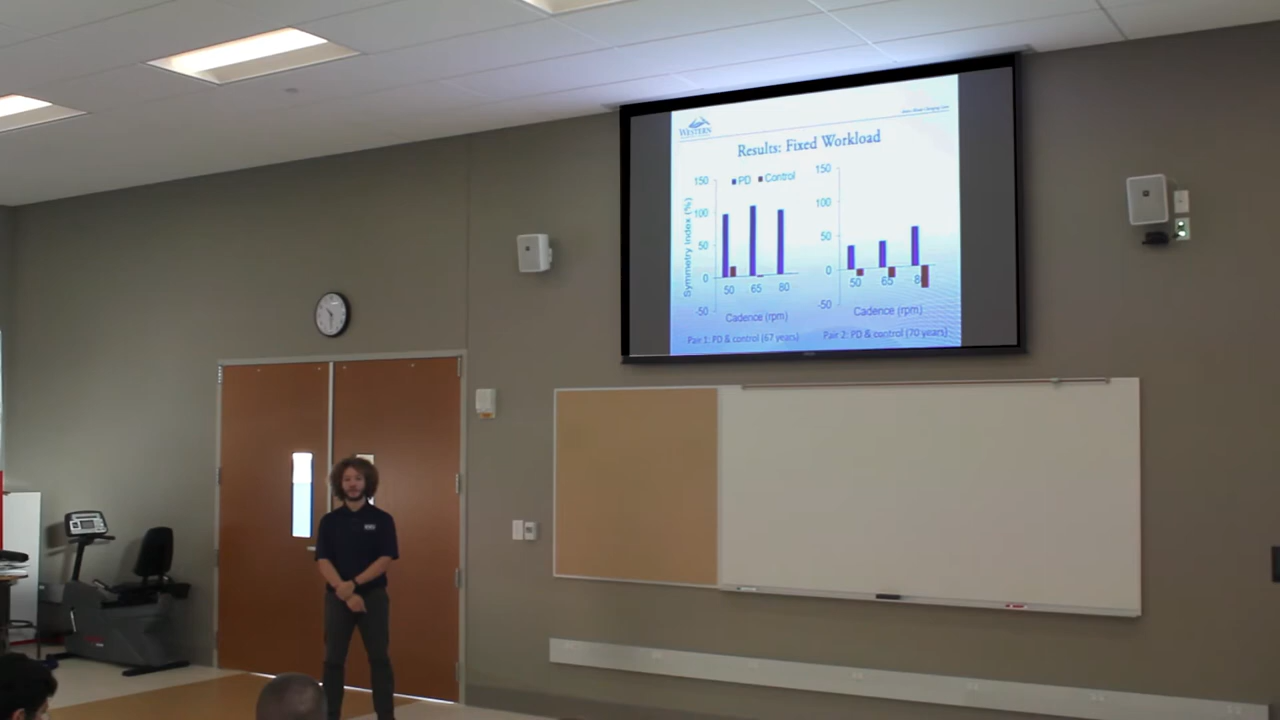 WESTERN
Results: Fixed Workload
150
PD Control
100
50
0
-50
Symmetry Index (%)
50 65 80
Cadence (rpm)
Pair 1: PD & control (67 years)
150
100
50
0
-50
50 65
Cadence (rpm)
Pair 2: PD & control (70 years)